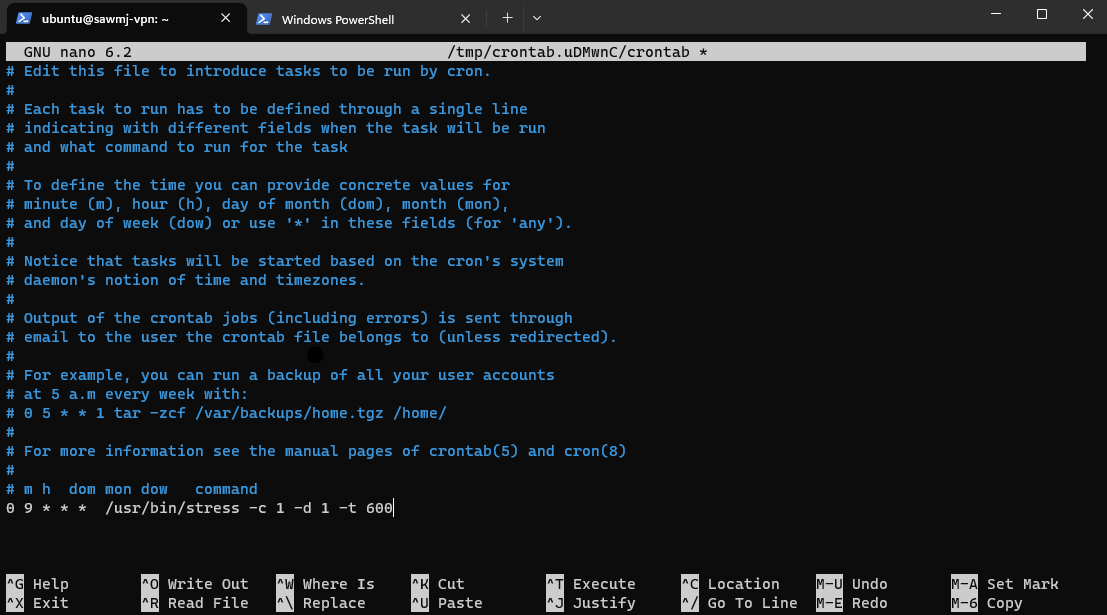 ubuntu@sawmj-vpn: ~ Windows PowerShell
GNU nano 6.2 /tmp/crontab.uDMwnC/crontab *
# Edit this file to introduce tasks to be run by cron.
#
# Each task to run has to be defined through a single line
# indicating with different fields when the task will be run
# and what command to run for the task
#
# To define the time you can provide concrete values for
# minute (m), hour (h), day of month (dom), month (mon),
# and day of week (dow) or use '*' in these fields (for 'any').
#
# Notice that tasks will be started based on the cron's system
# daemon's notion of time and timezones.
#
# Output of the crontab jobs (including errors) is sent through
# email to the user the crontab file belongs to (unless redirected).
#
# For example, you can run a backup of all your user accounts
# at 5 a.m every week with:
# 0 5 * * 1 tar -zcf /var/backups/home.tgz /home/
#
# For more information see the manual pages of crontab(5) and cron(8)
#
# m h  dom mon dow   command
0 9 * * *  /usr/bin/stress -c 1 -d 1 -t 600
^G Help ^O Write Out ^W Where Is ^K Cut ^T Execute ^C Location M-U Undo M-A Set Mark
^X Exit ^R Read File ^\ Replace ^U Paste ^J Justify ^/ Go To Line M-E Redo M-6 Copy